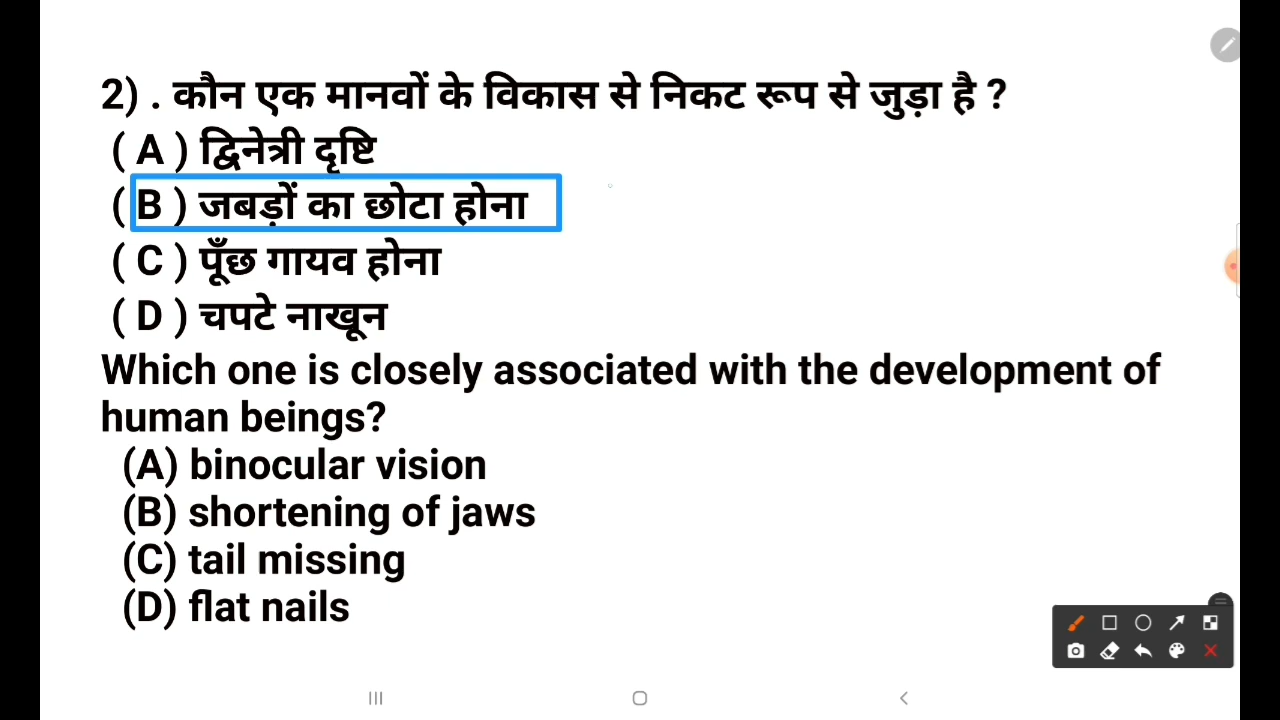 2) . कौन एक मानवों के विकास से निकट रूप से जुड़ा है ?
( A ) द्विनेत्री दृष्टि
( B ) जबड़ों का छोटा होना
( C ) पूँछ गायव होना
( D ) चपटे नाखून
Which one is closely associated with the development of
human beings?
(A) binocular vision
(B) shortening of jaws
(C) tail missing
(D) flat nails